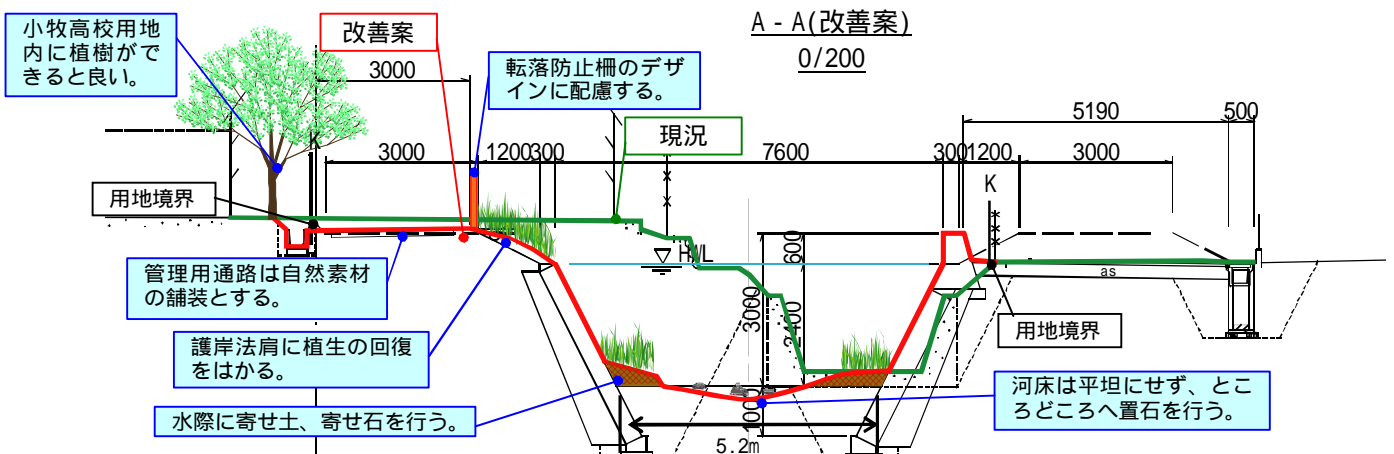 A - A(改善案)
0/200
小牧高校用地
内に植樹がで
きると良い。
改善案
3000
転落防止柵のデザ
インに配慮する。
5190
500
現況
3000
1200
300
7600
300
1200
3000
K
K
用地境界
HWL
600
3000
2400
as
管理用通路は自然素材
の舗装とする。
用地境界
護岸法肩に植生の回復
をはかる。
河床は平坦にせず、とこ
ろどころへ置石を行う。
水際に寄せ土、寄せ石を行う。
1000
5.2m